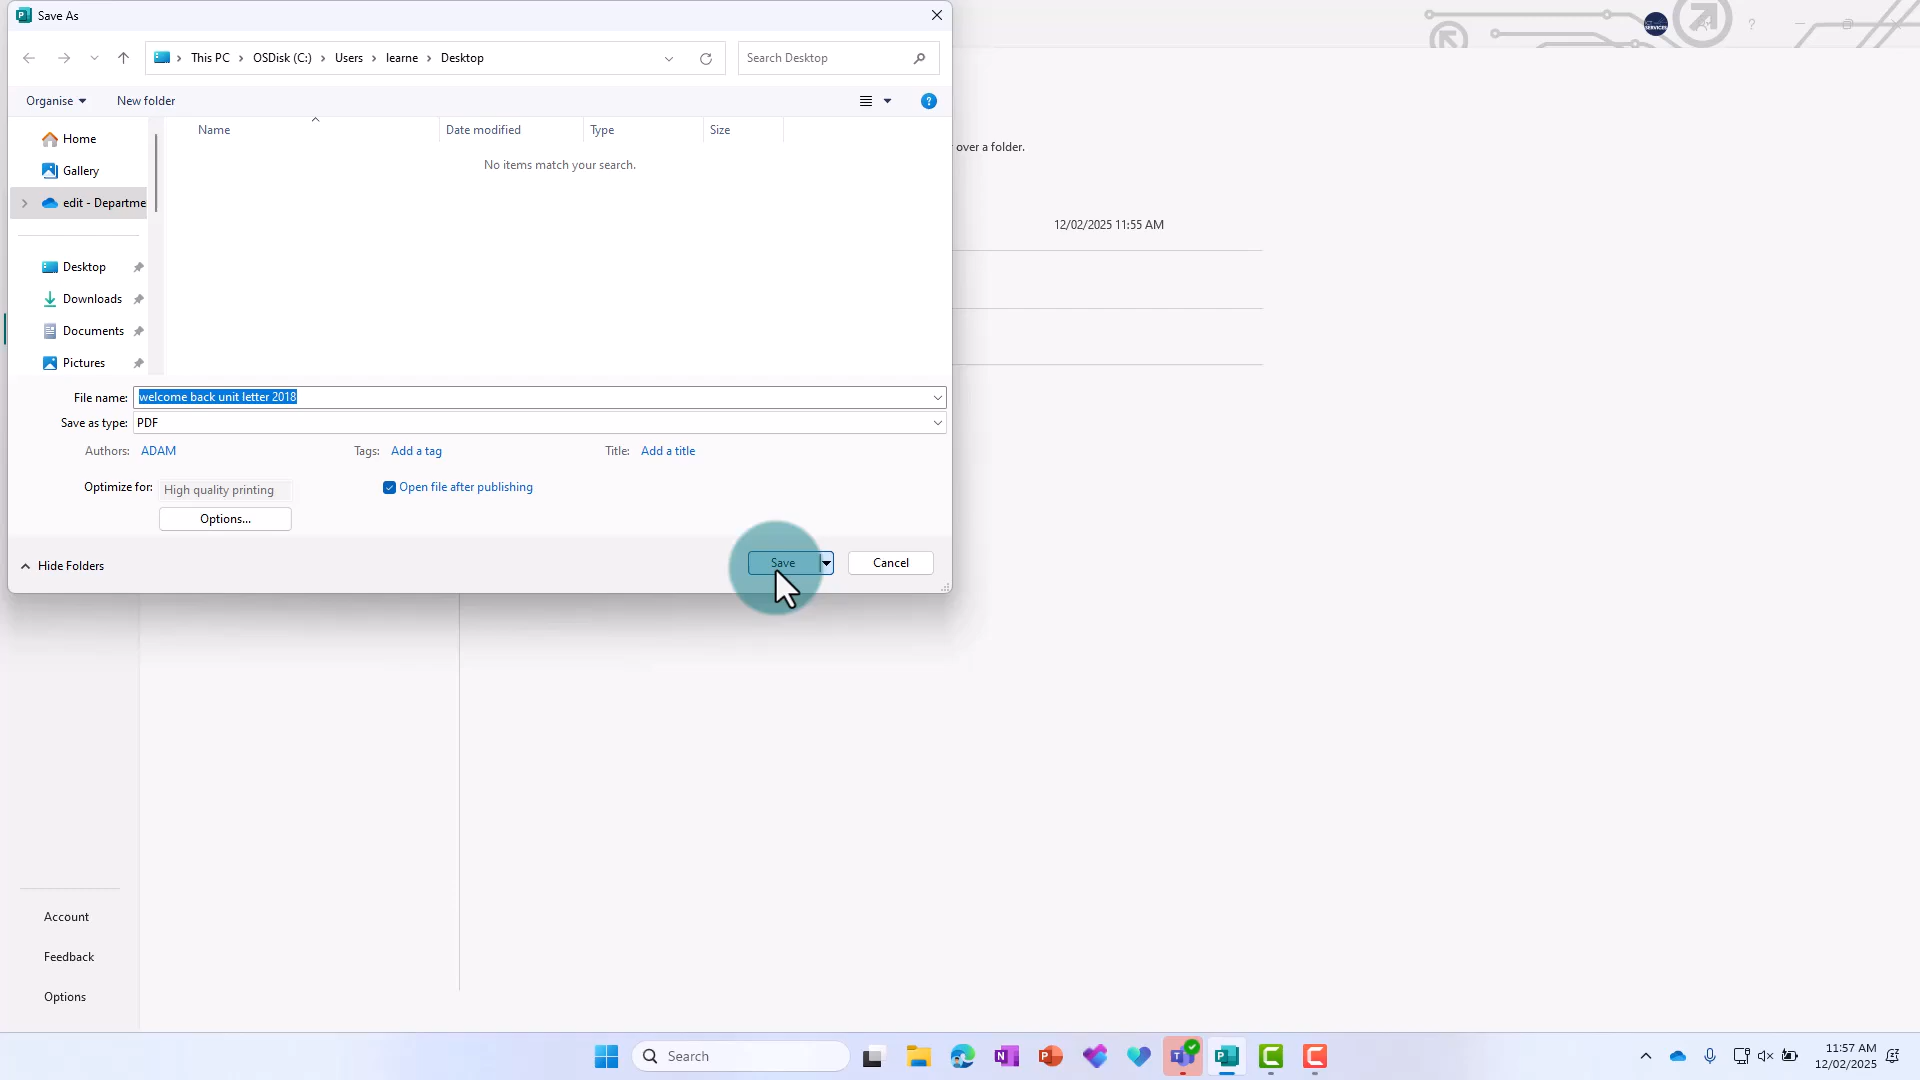 Save As
This PC > OSDisk (C:) > Users > learne > Desktop
Search Desktop
Organise
New folder
Home
Gallery
edit - Departme
Desktop
Downloads
Documents
Pictures
Name
Date modified
Type
Size
No items match your search.
over a folder.
12/02/2025 11:55 AM
File name: welcome back unit letter 2018
Save as type: PDF
Authors: ADAM
Tags: Add a tag
Title: Add a title
Optimize for: High quality printing
Open file after publishing
Options...
Hide Folders
Save
Cancel
Account
Feedback
Options
Search
11:57 AM
12/02/2025